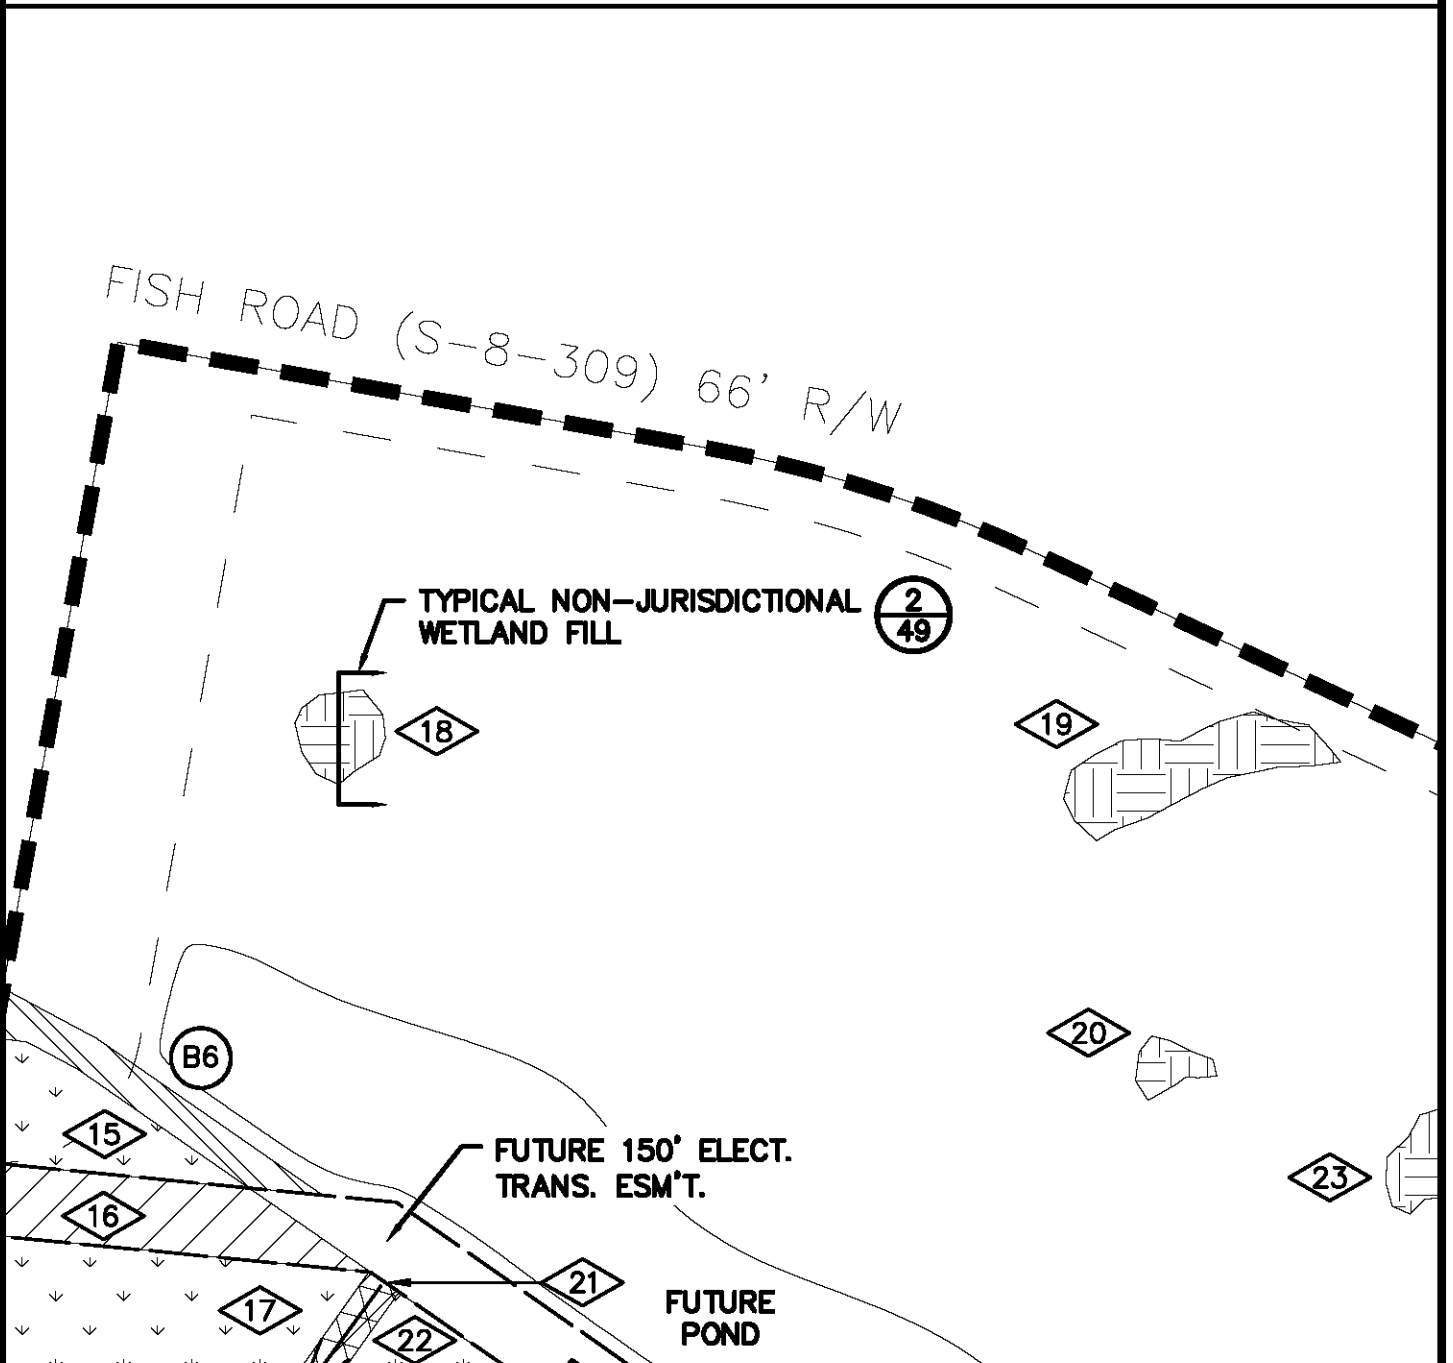 FISH ROAD (S-8-309) 66' R/W
TYPICAL NON-JURISDICTIONAL
WETLAND FILL
2
49
18
19
20
B6
15
FUTURE 150' ELECT.
TRANS. ESM'T.
23
16
21
17
FUTURE
POND
22